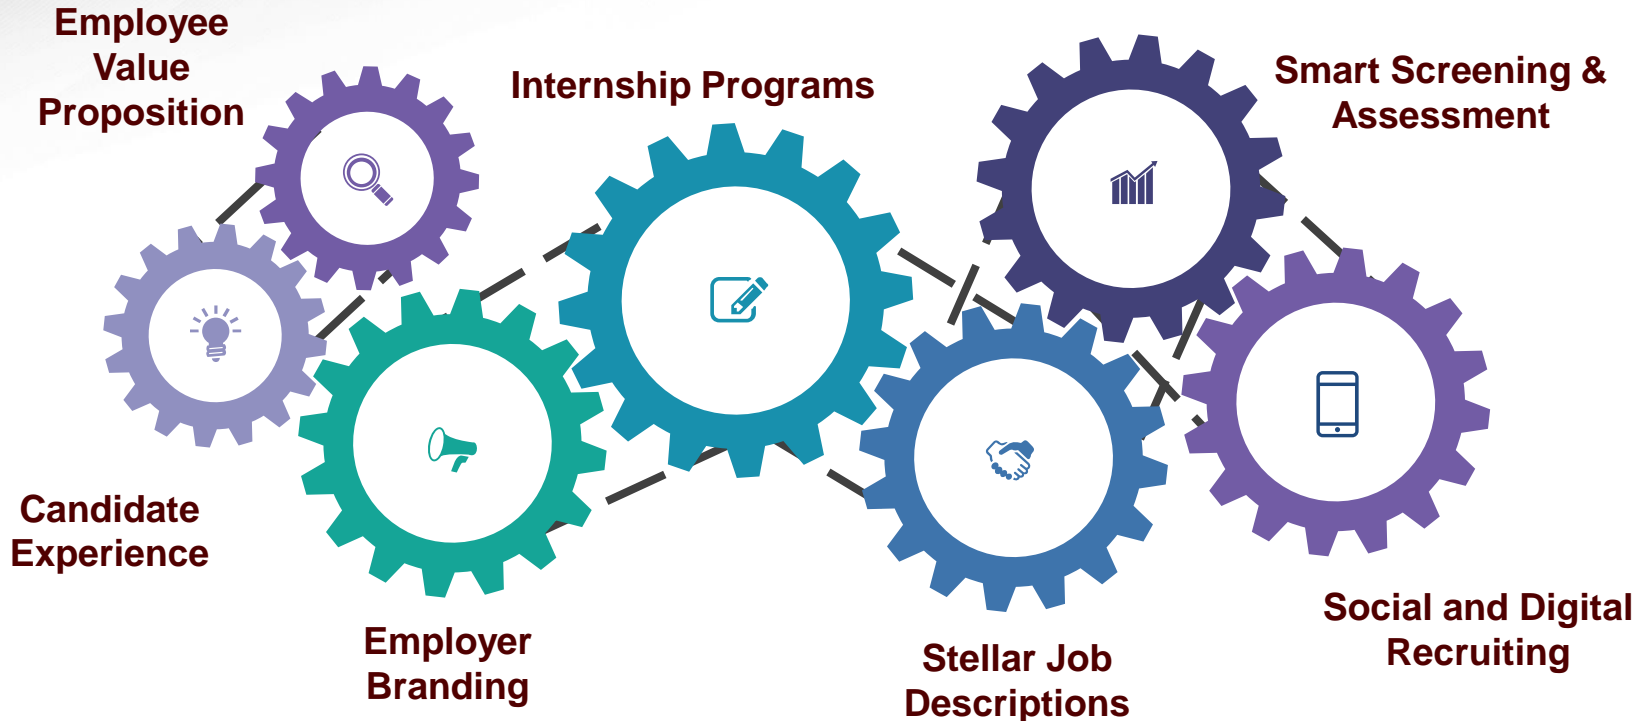 Employee
Value
Proposition
Internship Programs
Smart Screening &
Assessment
Candidate
Experience
Employer
Branding
Stellar Job
Descriptions
Social and Digital
Recruiting